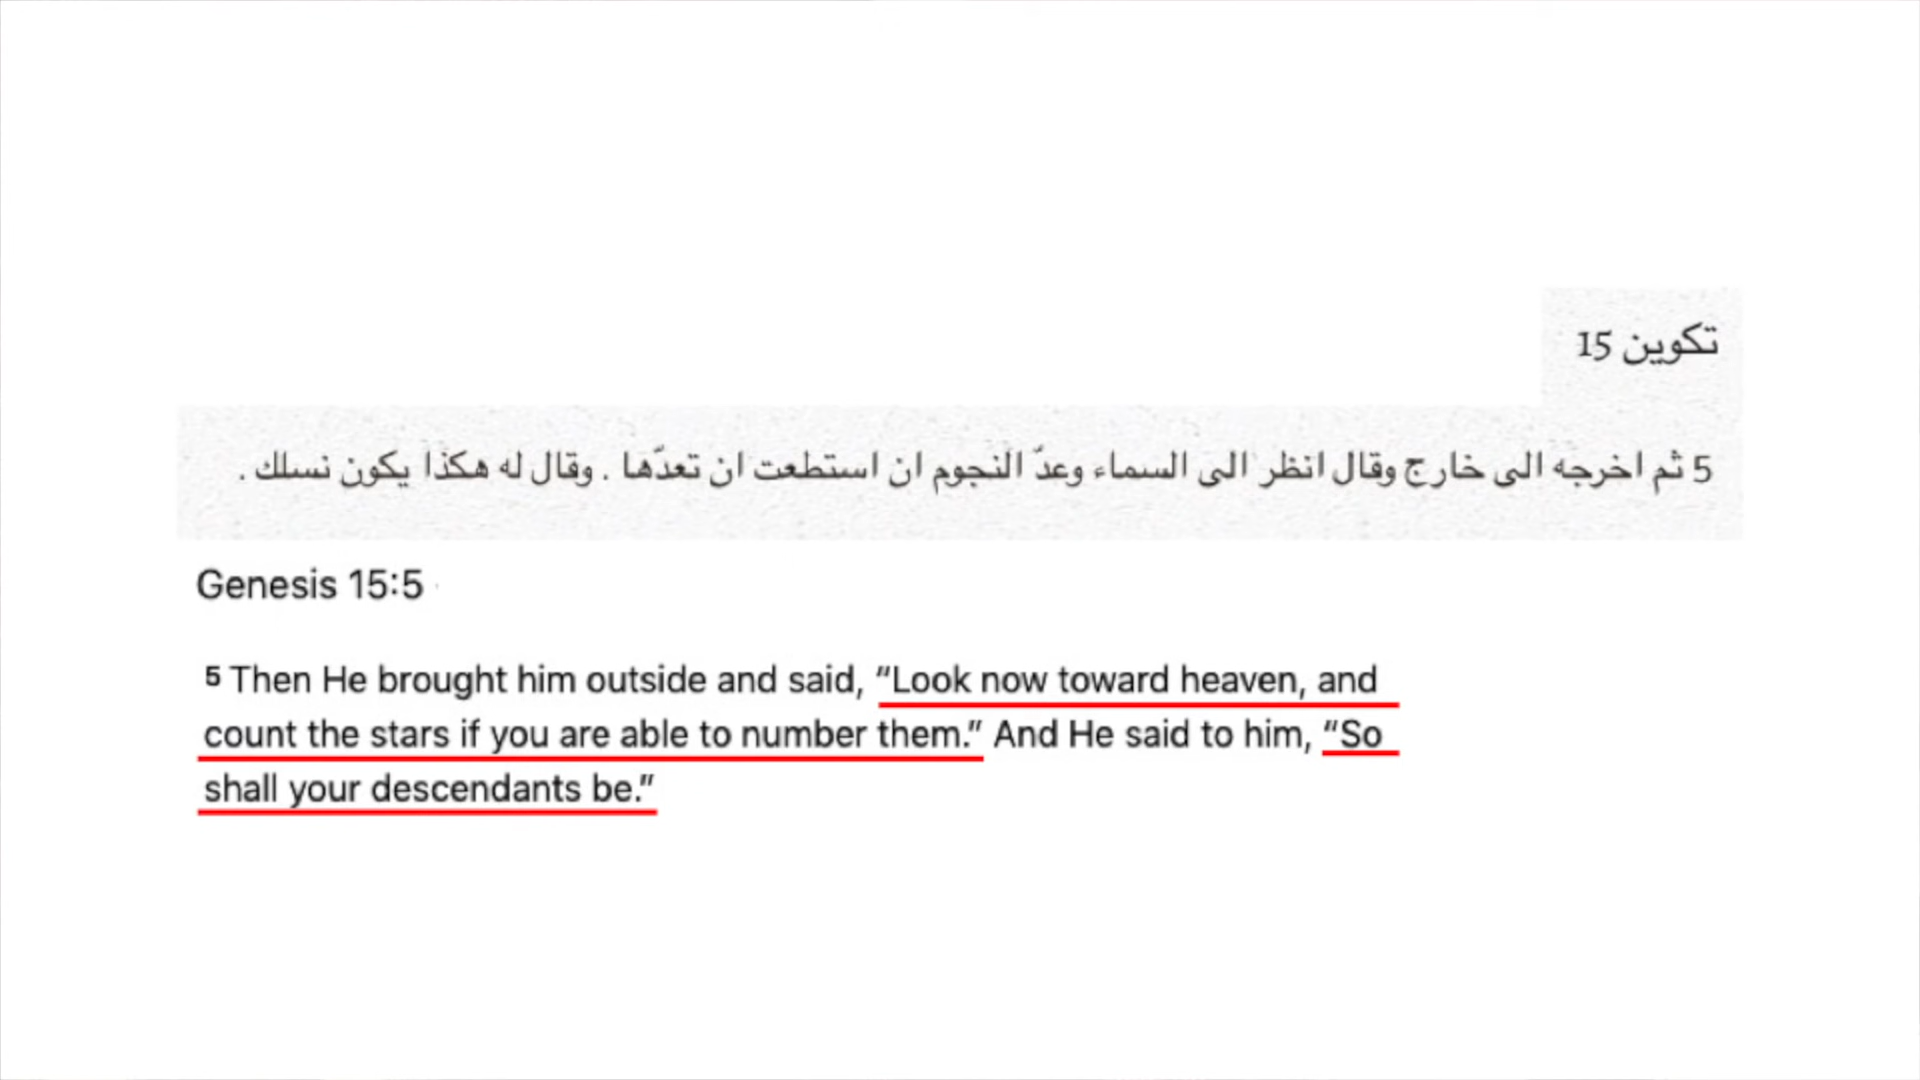 تكوين 15
5 ثم اخرجه الى خارج وقال انظر الى السماء وعدّ النجوم ان استطعت ان تعدّها . وقال له هكذا يكون نسلك .
Genesis 15:5
5 Then He brought him outside and said, “Look now toward heaven, and
count the stars if you are able to number them.” And He said to him, “So
shall your descendants be.”